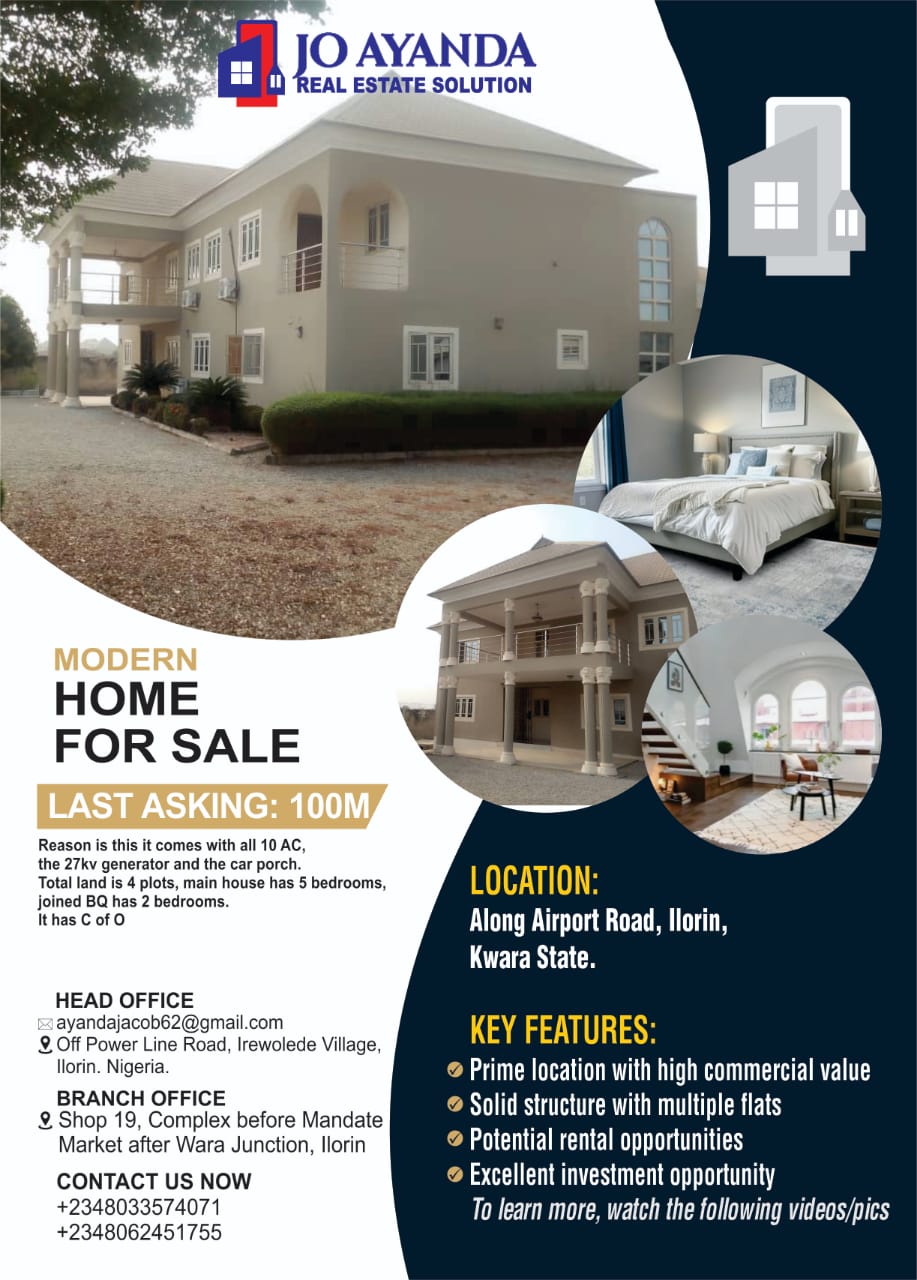 JO AYANDA
REAL ESTATE SOLUTION
MODERN
HOME
FOR SALE
LAST ASKING: 100M
Reason is this it comes with all 10 AC,
the 27kv generator and the car porch.
Total land is 4 plots, main house has 5 bedrooms,
joined BQ has 2 bedrooms.
It has C of O
HEAD OFFICE
ayandajacob62@gmail.com
Off Power Line Road, Irewolede Village,
Ilorin. Nigeria.
BRANCH OFFICE
Shop 19, Complex before Mandate
Market after Wara Junction, Ilorin
CONTACT US NOW
+2348033574071
+2348062451755
LOCATION:
Along Airport Road, Ilorin,
Kwara State.
KEY FEATURES:
Prime location with high commercial value
Solid structure with multiple flats
Potential rental opportunities
Excellent investment opportunity
To learn more, watch the following videos/pics